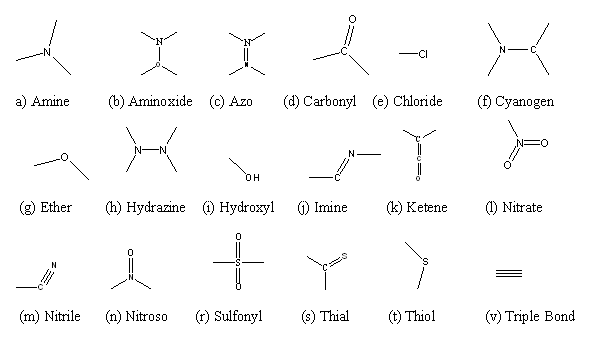 O
N N N C Cl N C
O N
a) Amine (b) Aminoxide (c) Azo (d) Carbonyl (e) Chloride (f) Cyanogen
O N N OH N C C C O N O O
(g) Ether (h) Hydrazine (i) Hydroxyl (j) Imine (k) Ketene (l) Nitrate
N C O N O S O C S S
(m) Nitrile (n) Nitroso (r) Sulfonyl (s) Thial (t) Thiol (v) Triple Bond